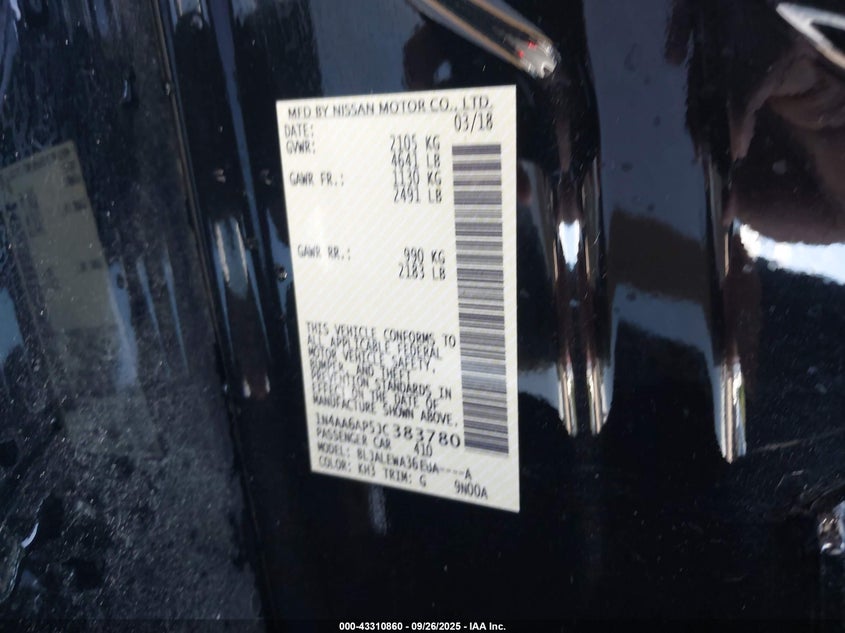 MFD BY NISSAN MOTOR CO., LTD.
DATE: 03/18
GVWR: 2105 KG
4641 LB
GAWR FR.: 1130 KG
2491 LB
GAWR RR.: 990 KG
2183 LB
THIS VEHICLE CONFORMS TO
ALL APPLICABLE FEDERAL
MOTOR VEHICLE SAFETY,
BUMPER, AND THEFT
PREVENTION STANDARDS IN
EFFECT ON THE DATE OF
MANUFACTURE SHOWN ABOVE.
1N4AA6AP5JC383780
PASSENGER CAR 410
MODEL: BLJALEWA36EUA----A
COLOR: KH3 TRIM: G 9N00A
000-43310860 - 09/26/2025 - IAA Inc.